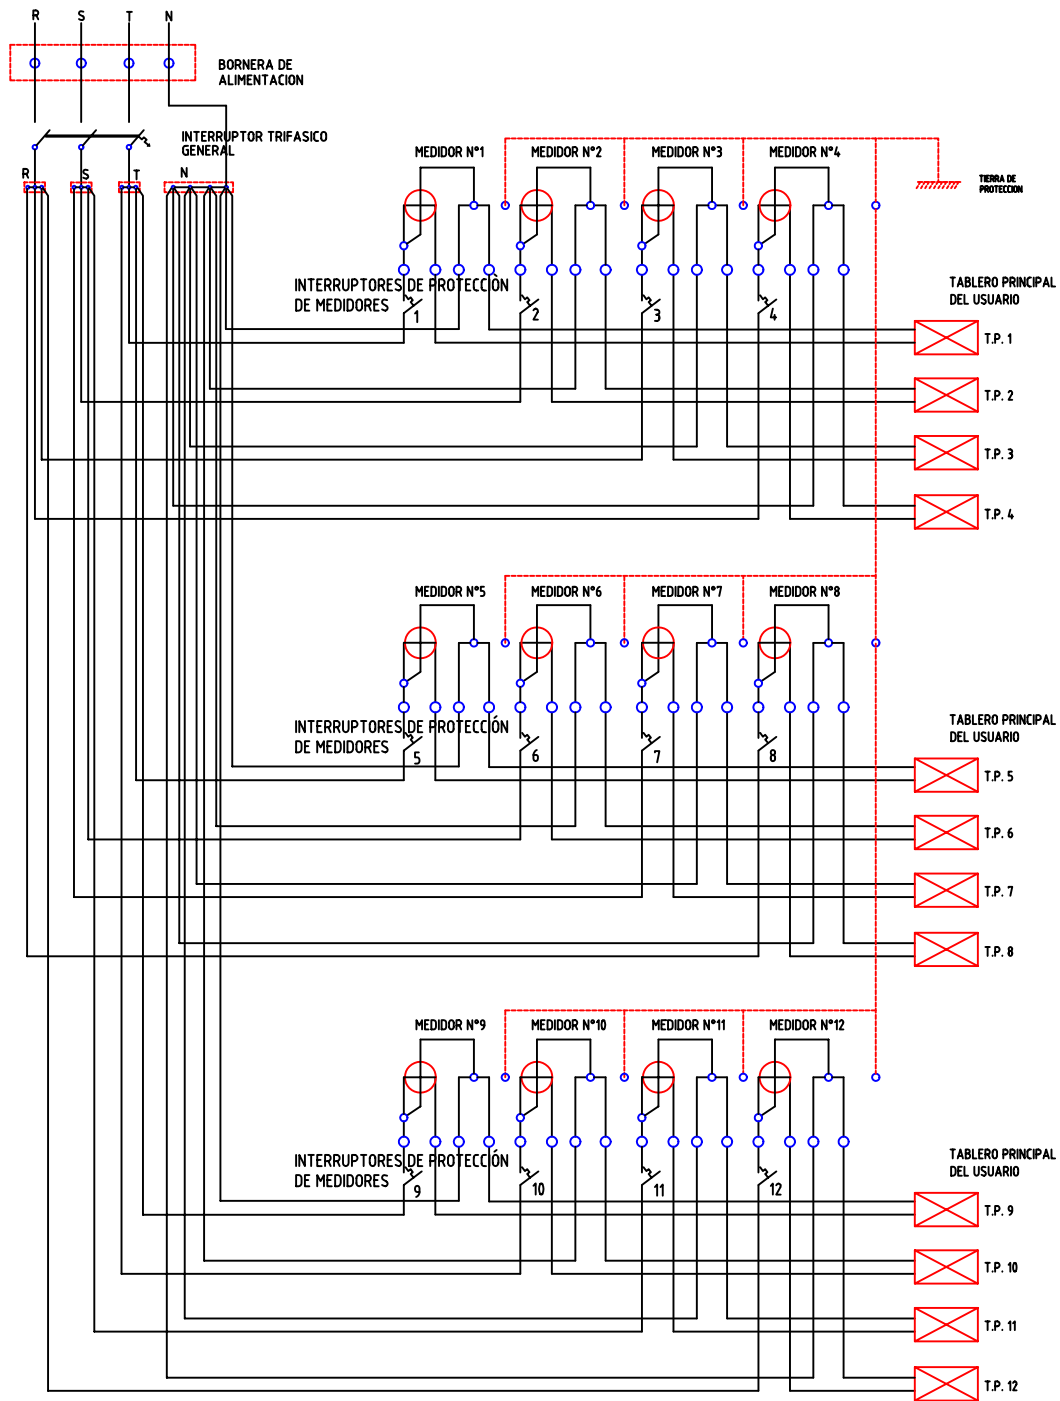 R S T N
BORNERA DE
ALIMENTACION
INTERRUPTOR TRIFASICO
GENERAL
R S T N
MEDIDOR N°1 MEDIDOR N°2 MEDIDOR N°3 MEDIDOR N°4
TIERRA DE
PROTECCION
INTERRUPTORES DE PROTECCIÓN
DE MEDIDORES
1 2 3 4
TABLERO PRINCIPAL
DEL USUARIO
T.P. 1
T.P. 2
T.P. 3
T.P. 4
MEDIDOR N°5 MEDIDOR N°6 MEDIDOR N°7 MEDIDOR N°8
INTERRUPTORES DE PROTECCIÓN
DE MEDIDORES
5 6 7 8
TABLERO PRINCIPAL
DEL USUARIO
T.P. 5
T.P. 6
T.P. 7
T.P. 8
MEDIDOR N°9 MEDIDOR N°10 MEDIDOR N°11 MEDIDOR N°12
INTERRUPTORES DE PROTECCIÓN
DE MEDIDORES
9 10 11 12
TABLERO PRINCIPAL
DEL USUARIO
T.P. 9
T.P. 10
T.P. 11
T.P. 12